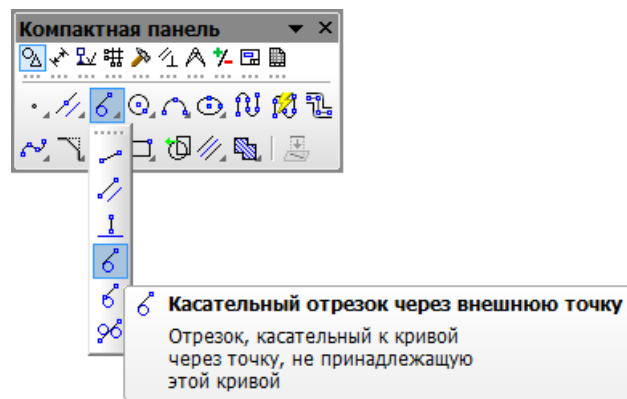 Компактная панель
Касательный отрезок через внешнюю точку
Отрезок, касательный к кривой
через точку, не принадлежащую
этой кривой